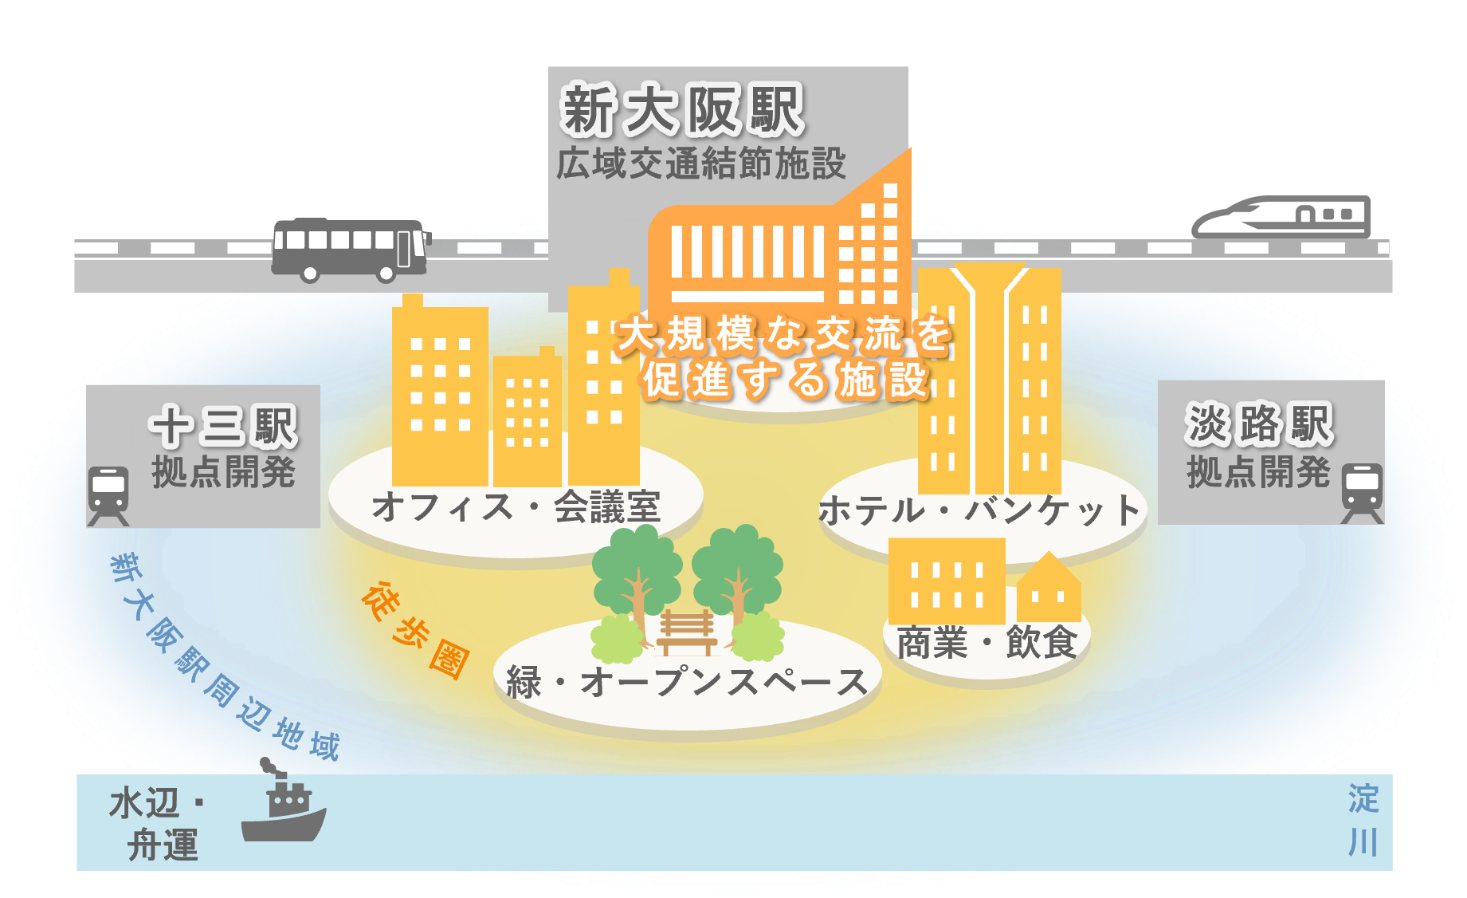 新大阪駅
広域交通結節施設
大規模な交流を
促進する施設
十三駅
拠点開発
淡路駅
拠点開発
オフィス・会議室
ホテル・バンケット
商業・飲食
緑・オープンスペース
徒歩圏
新大阪駅周辺地域
水辺・
舟運
淀川